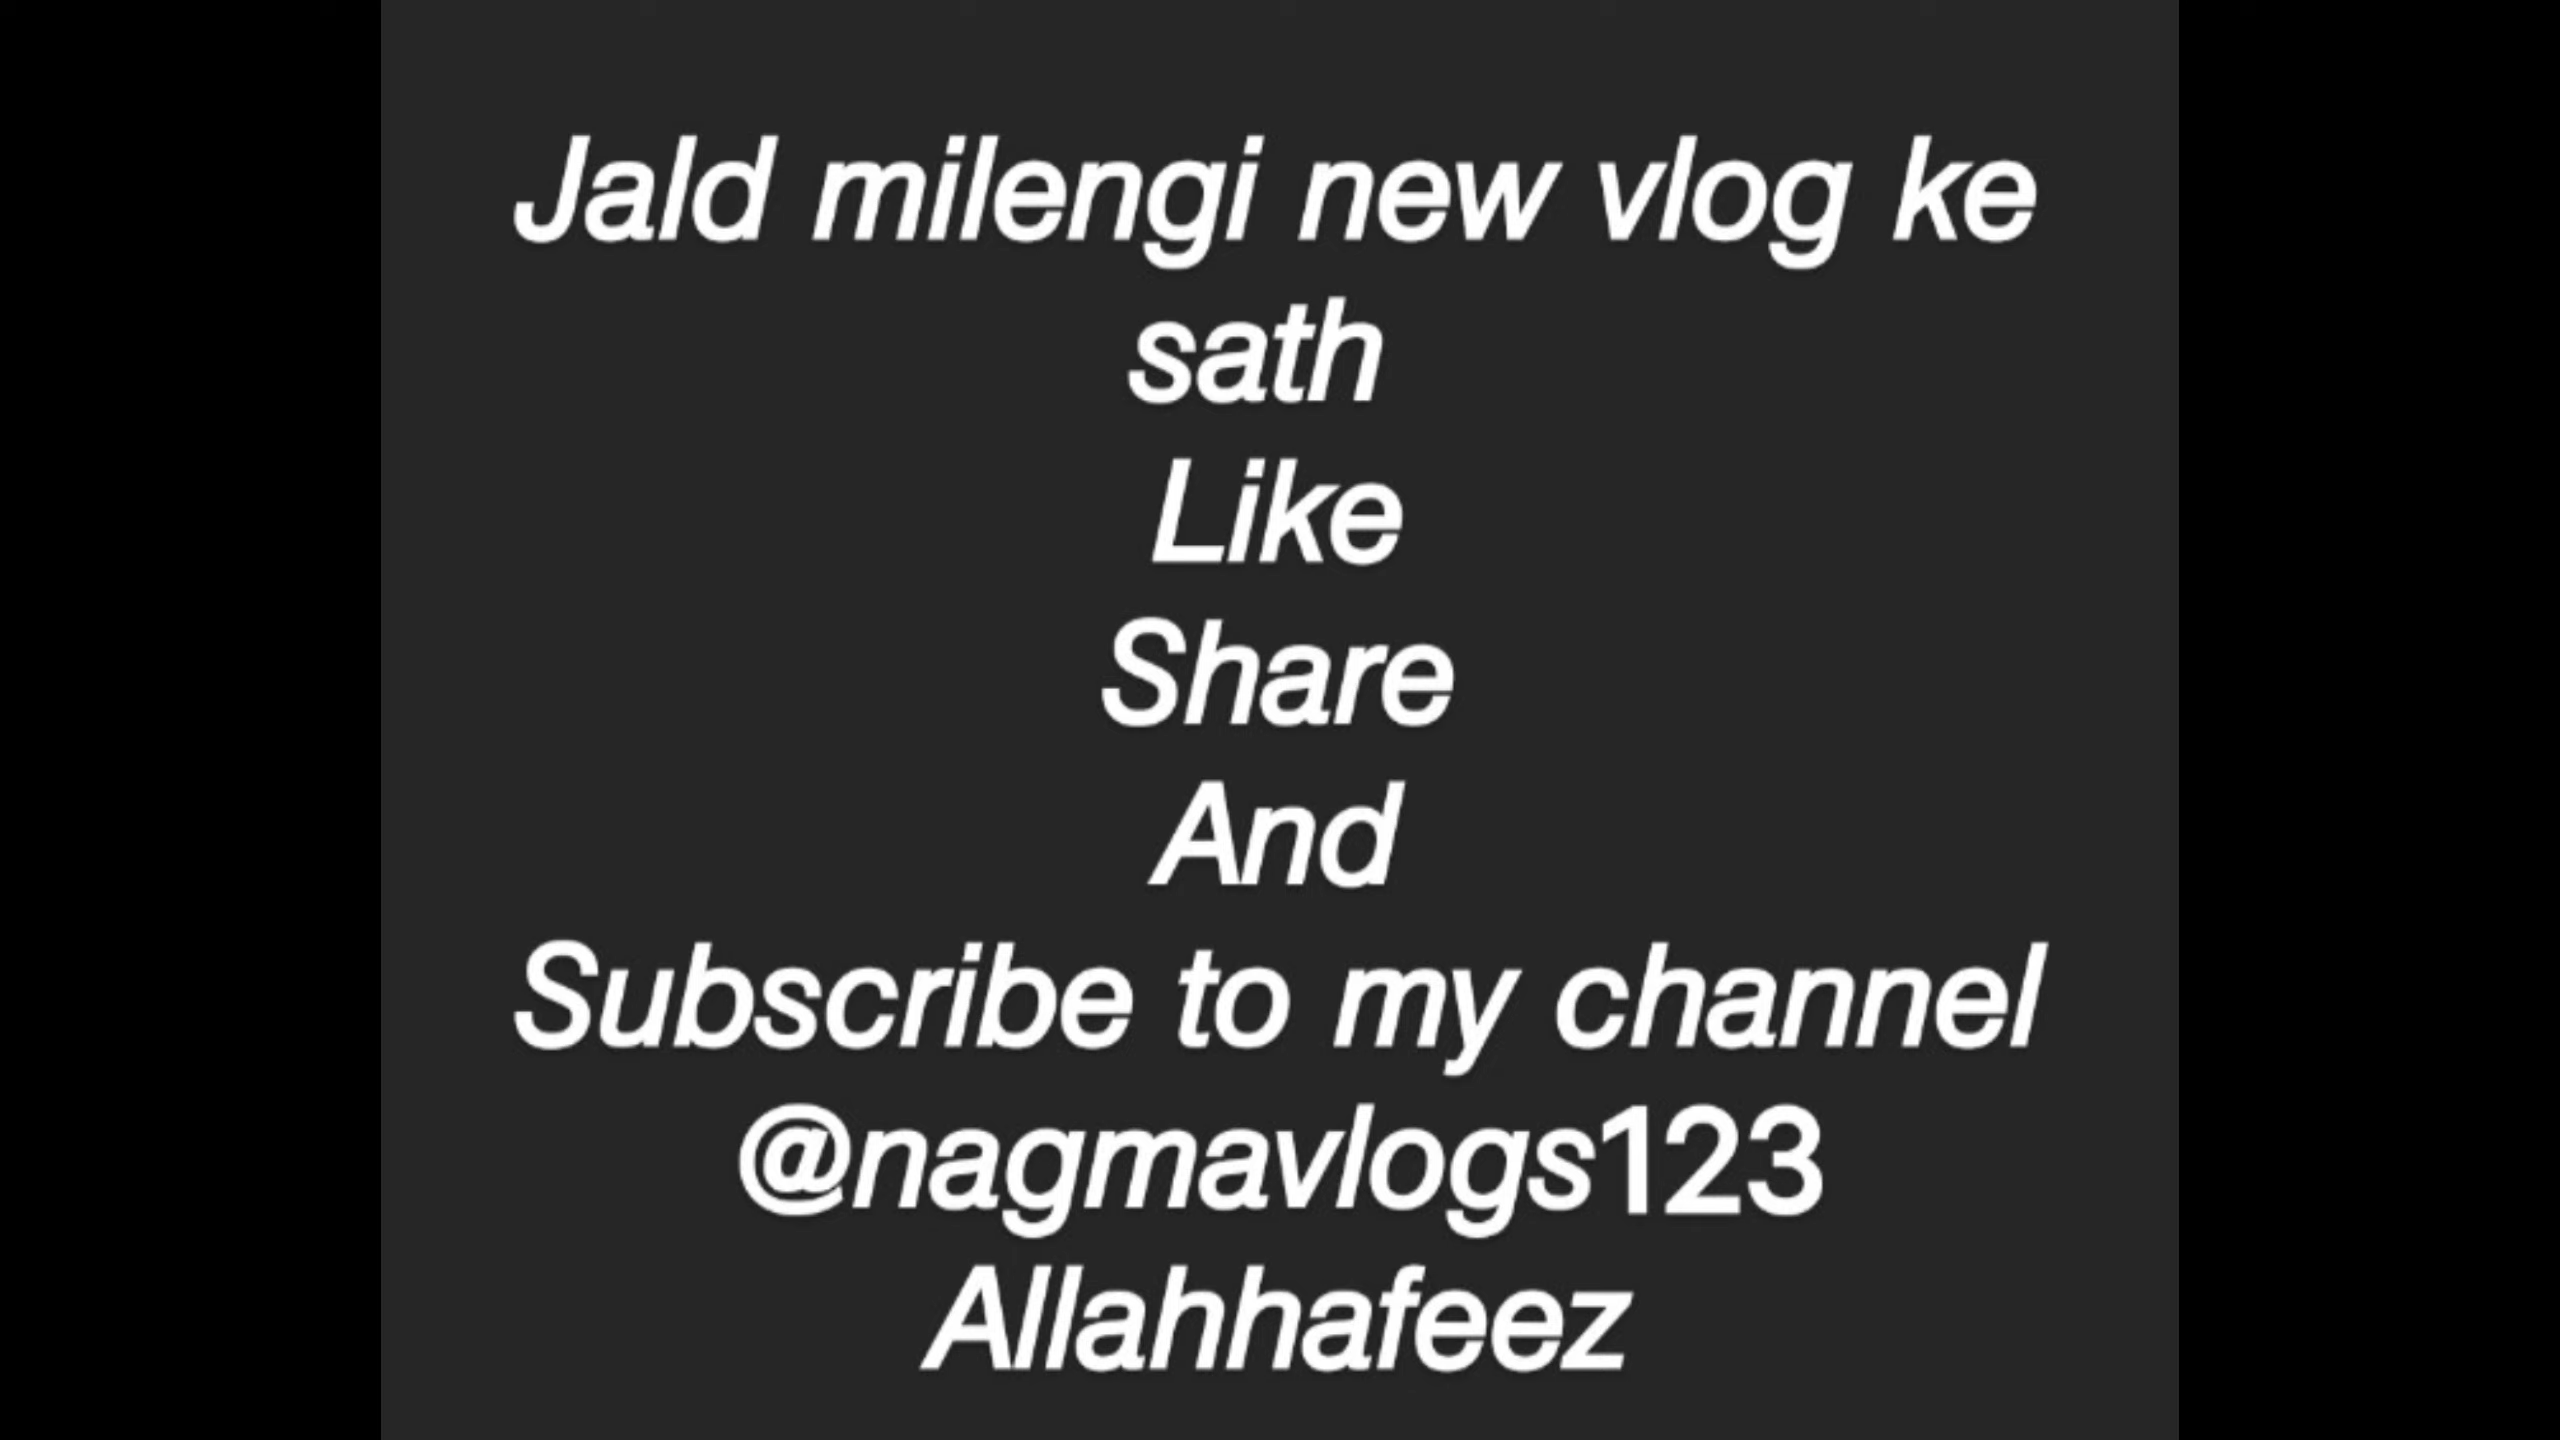 Jald milengi new vlog ke
sath
Like
Share
And
Subscribe to my channel
@nagmavlogs123
Allahhafeez